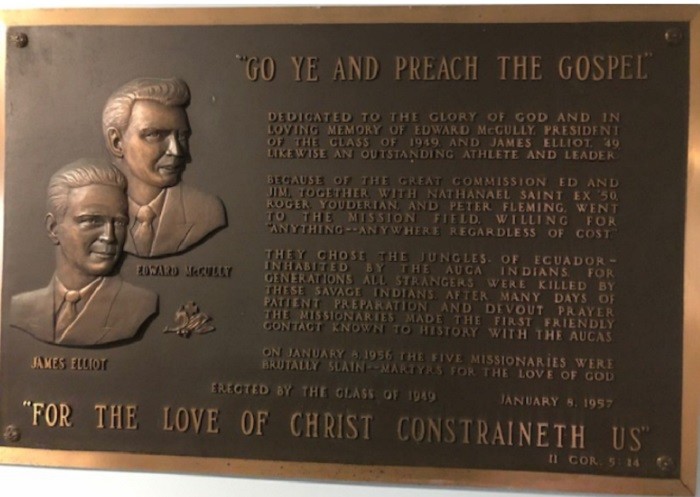 "GO YE AND PREACH THE GOSPEL"
DEDICATED TO THE GLORY OF GOD AND IN
LOVING MEMORY OF EDWARD McCULLY, PRESIDENT
OF THE CLASS OF 1949 AND JAMES ELLIOT, 49
LIKEWISE AN OUTSTANDING ATHLETE AND LEADER
BECAUSE OF THE GREAT COMMISSION ED AND
JIM, TOGETHER WITH NATHANAEL SAINT EX '50,
ROGER YOUDERIAN, AND PETER FLEMING, WENT
TO THE MISSION FIELD, WILLING FOR
"ANYTHING--ANYWHERE REGARDLESS OF COST."
THEY CHOSE THE JUNGLES- OF ECUADOR-
INHABITED BY THE AUCA INDIANS. FOR
GENERATIONS ALL STRANGERS WERE KILLED BY
THESE SAVAGE INDIANS. AFTER MANY DAYS OF
PATIENT PREPARATION AND DEVOUT PRAYER
THE MISSIONARIES MADE THE FIRST FRIENDLY
CONTACT KNOWN TO HISTORY WITH THE AUCAS
ON JANUARY 8, 1956 THE FIVE MISSIONARIES WERE
BRUTALLY SLAIN--MARTYRS FOR THE LOVE OF GOD
EDWARD McCULLY
JAMES ELLIOT
ERECTED BY THE CLASS OF 1949
JANUARY 8, 1957
"FOR THE LOVE OF CHRIST CONSTRAINETH US"
II COR. 5:14